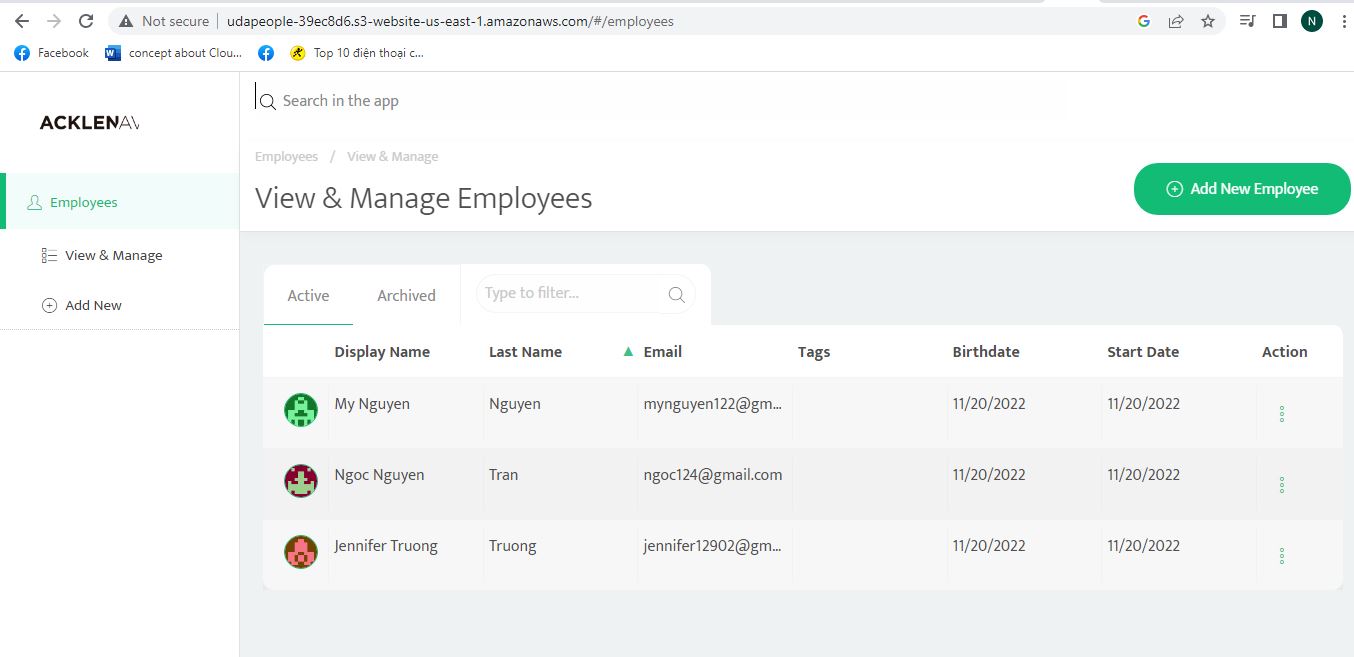 Not secure | udapeople-39ec8d6.s3-website-us-east-1.amazonaws.com/#/employees
N
Facebook concept about Clou... Top 10 điện thoại c...
ACKLENAV
Search in the app
Employees / View & Manage
View & Manage Employees
Add New Employee
Employees
View & Manage
Add New
Active Archived Type to filter...
Display Name Last Name Email Tags Birthdate Start Date Action
My Nguyen Nguyen mynguyen122@gm... 11/20/2022 11/20/2022
Ngoc Nguyen Tran ngoc124@gmail.com 11/20/2022 11/20/2022
Jennifer Truong Truong jennifer12902@gm... 11/20/2022 11/20/2022